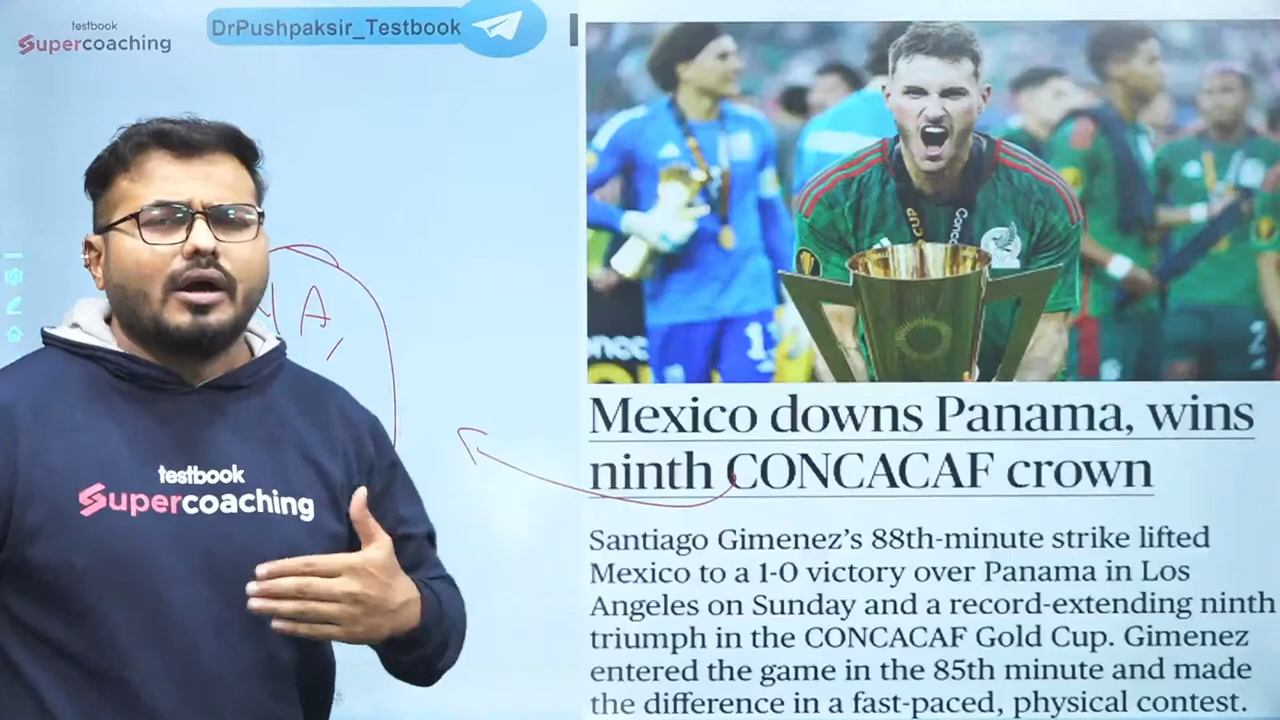 testbook
Supercoaching
DrPushpaksir_Testbook
A
Mexico downs Panama, wins
ninth CONCACAF crown
Santiago Gimenez's 88th-minute strike lifted
Mexico to a 1-0 victory over Panama in Los
Angeles on Sunday and a record-extending ninth
triumph in the CONCACAF Gold Cup. Gimenez
entered the game in the 85th minute and made
the difference in a fast-paced, physical contest.
testbook
Supercoaching